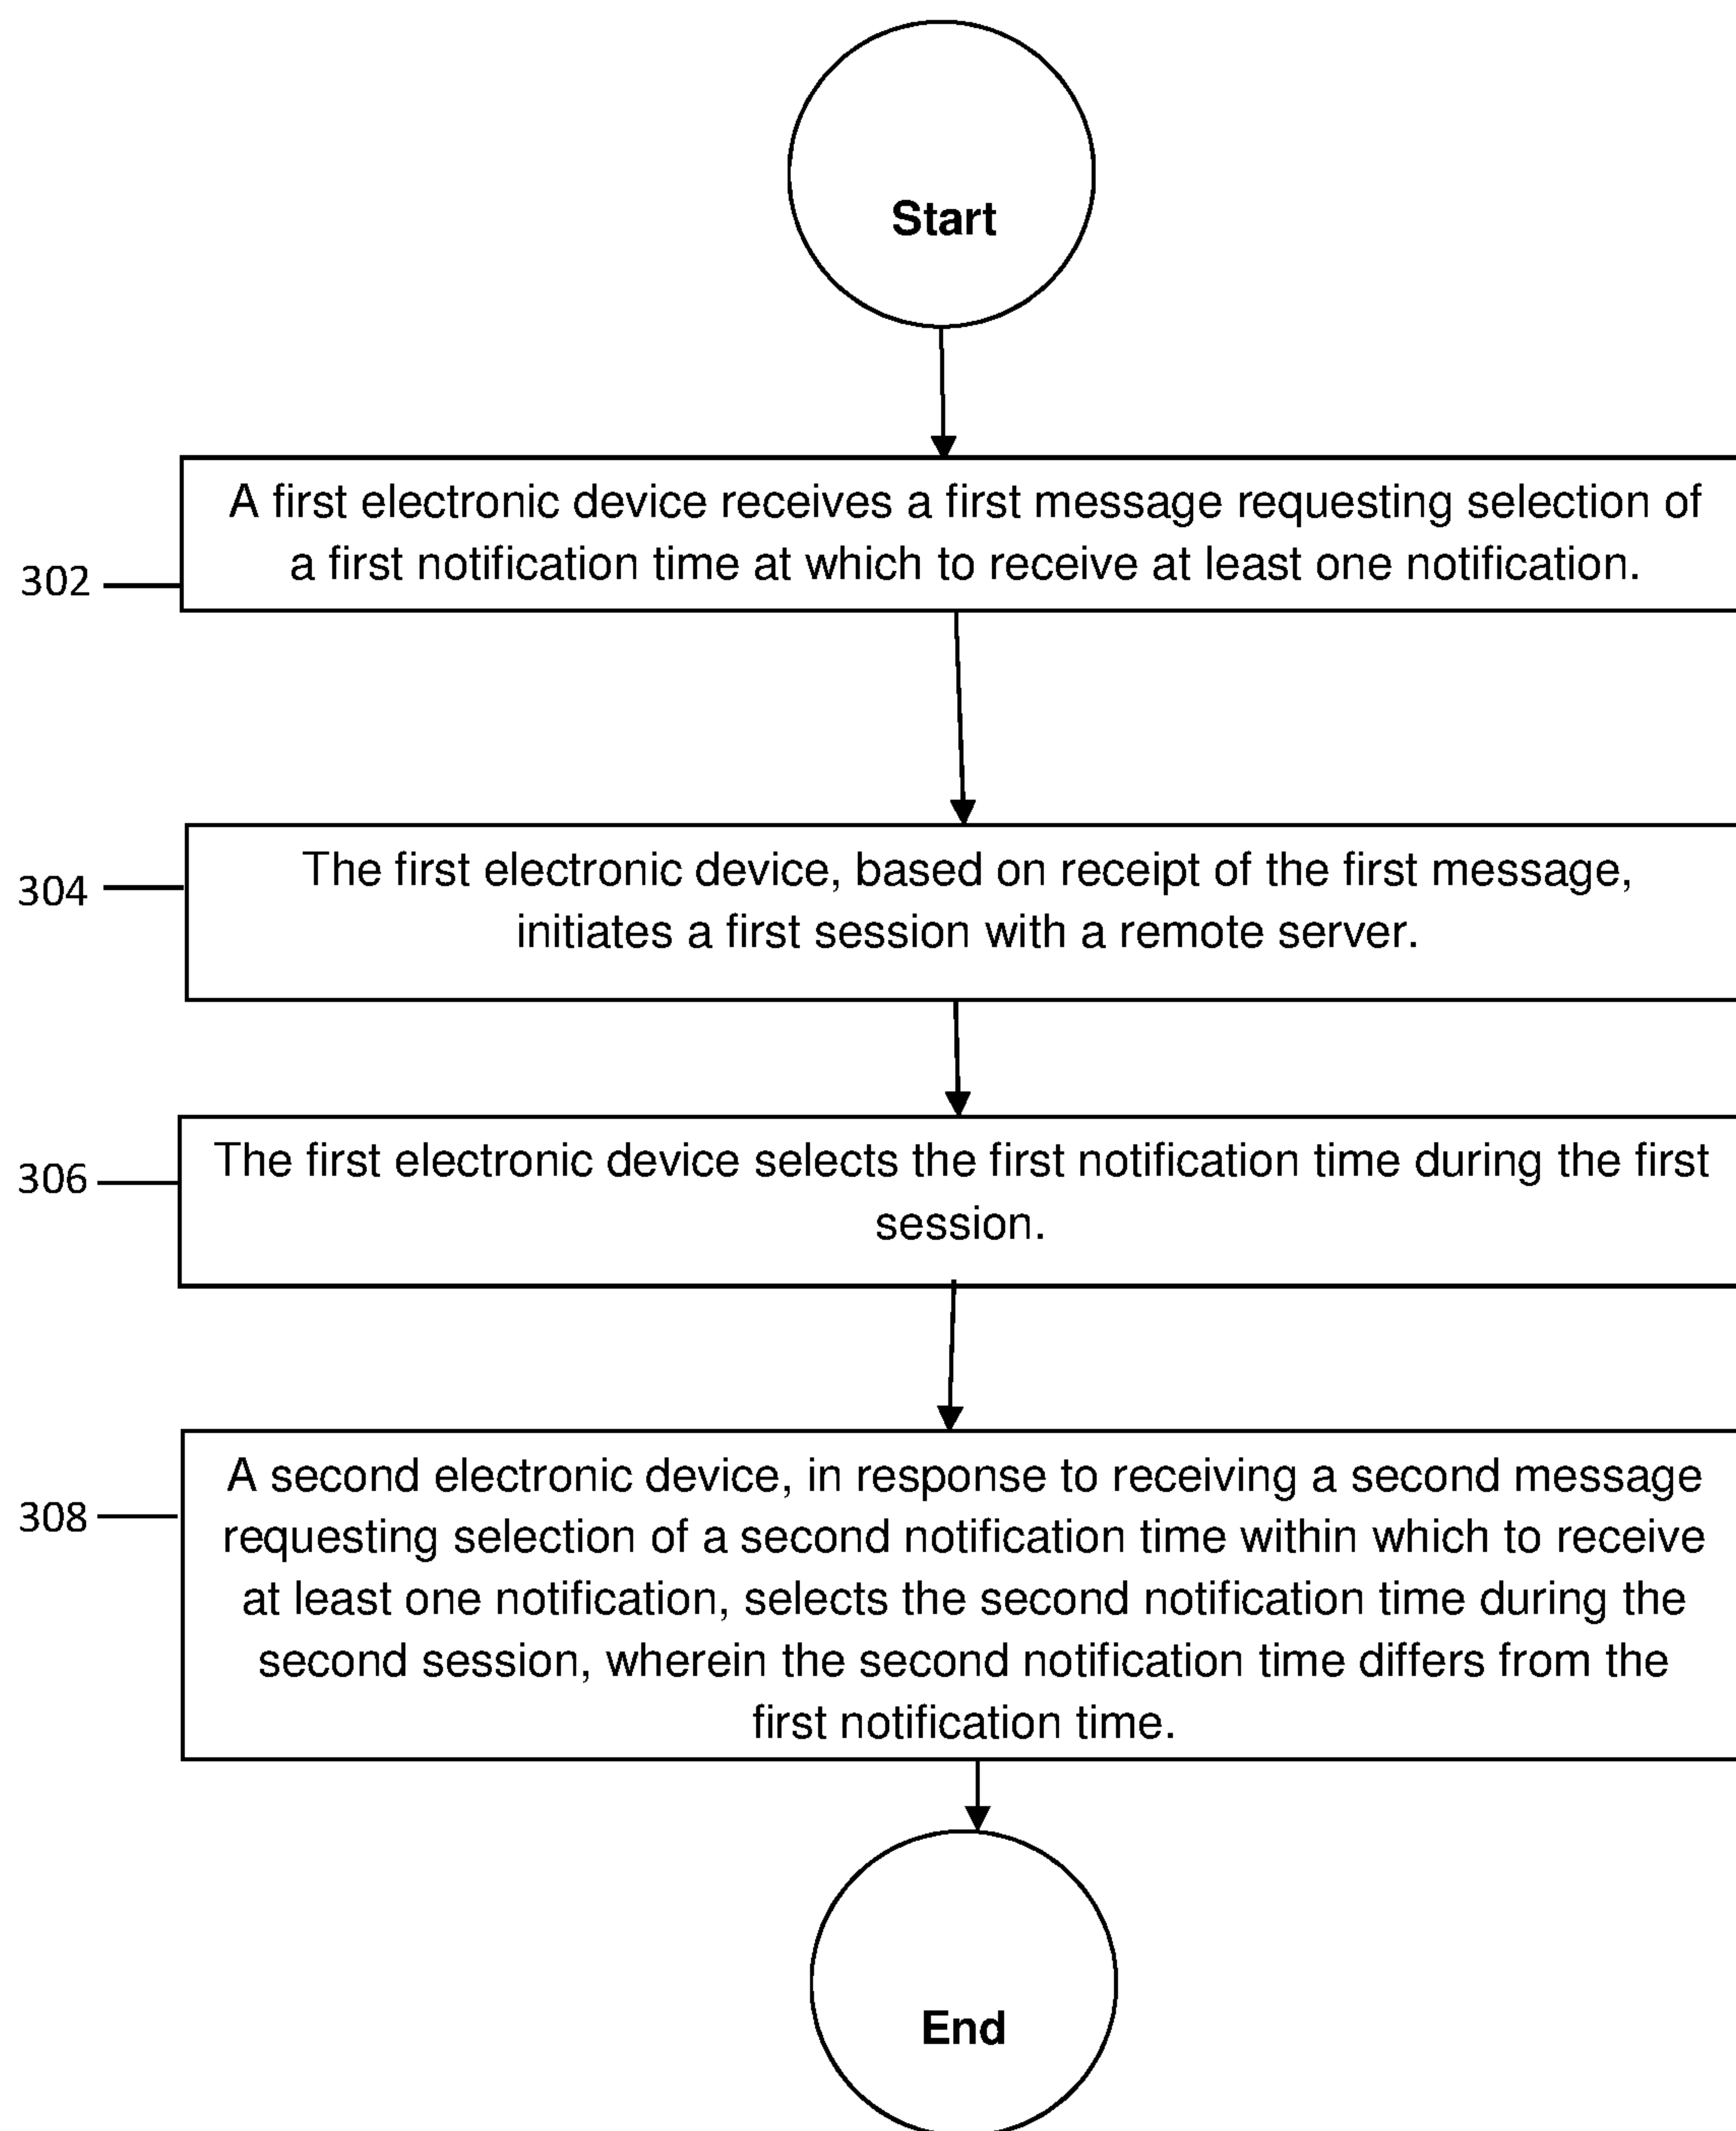 Start
A first electronic device receives a first message requesting selection of
a first notification time at which to receive at least one notification.
302
The first electronic device, based on receipt of the first message,
304
initiates a first session with a remote server.
The first electronic device selects the first notification time during the first
306
session.
A second electronic device, in response to receiving a second message
308
requesting selection of a second notification time within which to receive
at least one notification, selects the second notification time during the
second session, wherein the second notification time differs from the
first notification time.
End